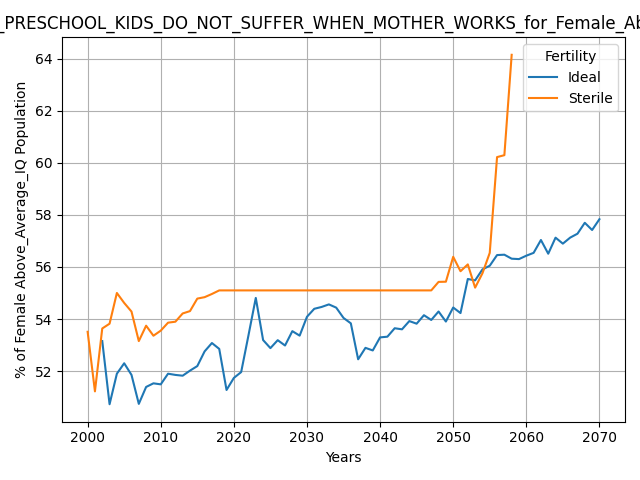 _PRESCHOOL_KIDS_DO_NOT_SUFFER_WHEN_MOTHER_WORKS_for_Female_Ab
Fertility
Ideal
Sterile
% of Female Above_Average_IQ Population
64
62
60
58
56
54
52
2000 2010 2020 2030 2040 2050 2060 2070
Years